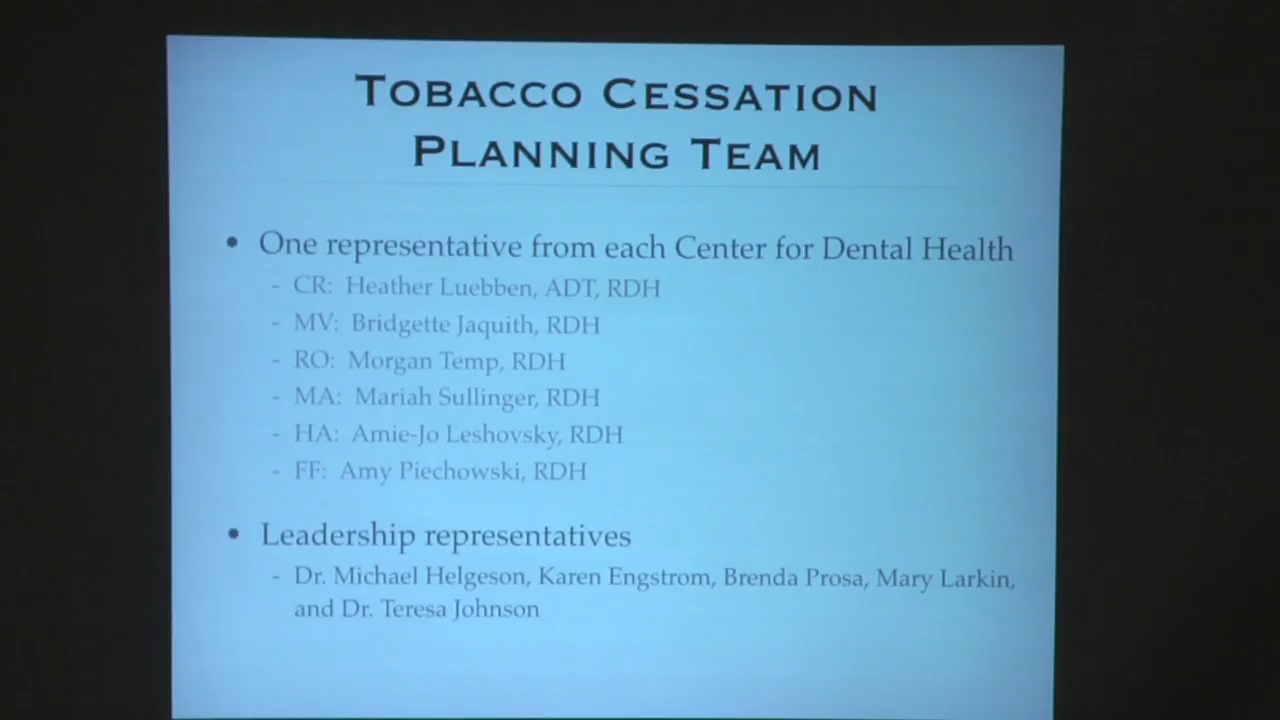 TOBACCO CESSATION
PLANNING TEAM
• One representative from each Center for Dental Health
- CR: Heather Luebben, ADT, RDH
- MV: Bridgette Jaquith, RDH
- RO: Morgan Temp, RDH
- MA: Mariah Sullinger, RDH
- HA: Amie-Jo Leshovsky, RDH
- FF: Amy Piechowski, RDH
• Leadership representatives
- Dr. Michael Helgeson, Karen Engstrom, Brenda Prosa, Mary Larkin,
and Dr. Teresa Johnson